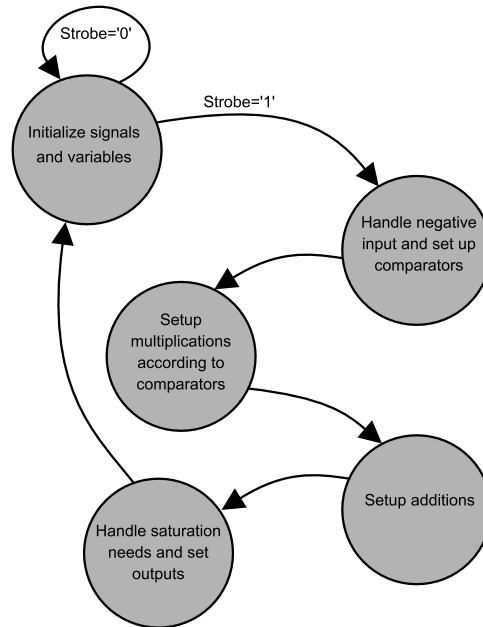 Strobe='0'
Strobe='1'
Initialize signals
and variables
Handle negative
input and set up
comparators
Setup
multiplications
according to
comparators
Setup additions
Handle saturation
needs and set
outputs